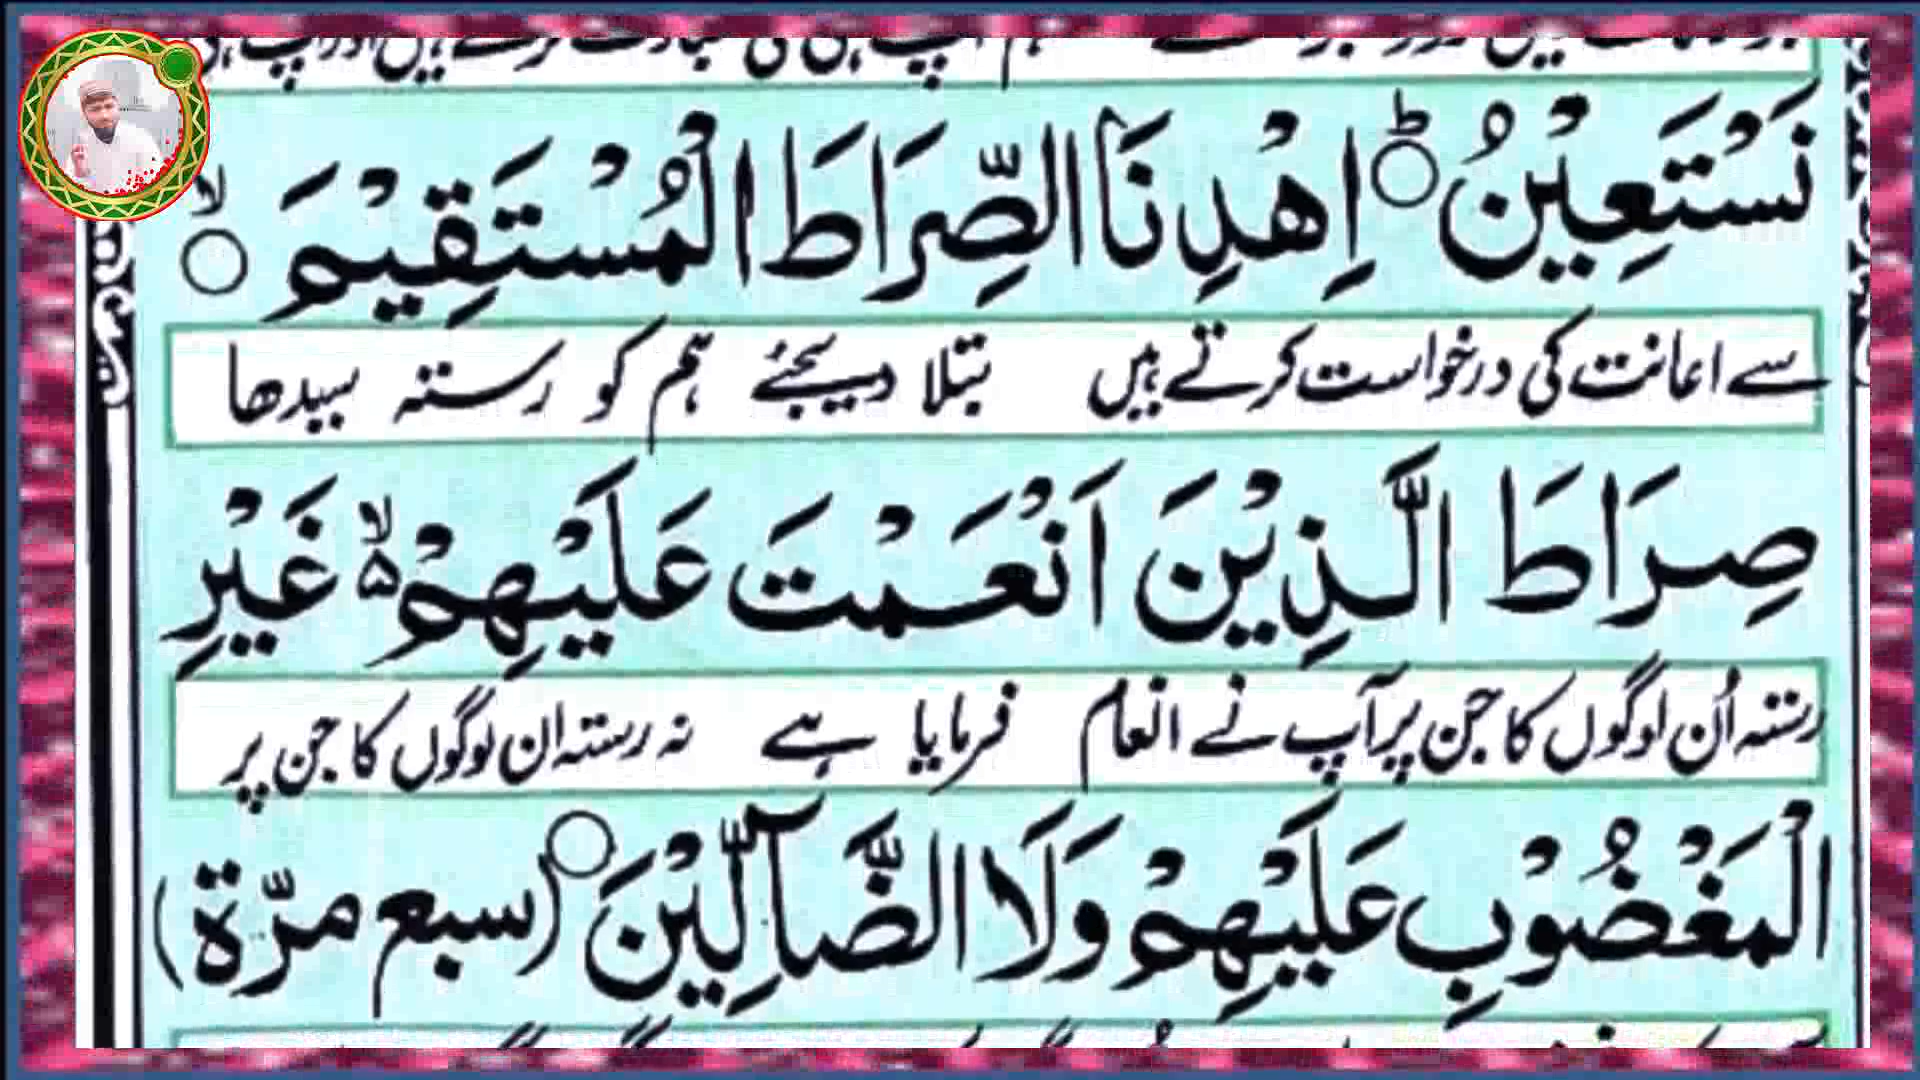 نَسْتَعِيْنُ ○ؕ اِهْدِنَا الصِّرَاطَ الْمُسْتَقِيْمَ ○ۙ
سے اعانت کی درخواست کرتے ہیں بتلا دیجئے ہم کو رستہ سیدھا
صِرَاطَ الَّذِيْنَ اَنْعَمْتَ عَلَيْهِمْ ۙ۵ غَيْرِ
رستہ اُن لوگوں کا جن پر آپ نے انعام فرمایا ہے نہ رستہ ان لوگوں کا جن پر
الْمَغْضُوْبِ عَلَيْهِمْ وَلَا الضَّآلِّيْنَ ○ (سبع مرّة)